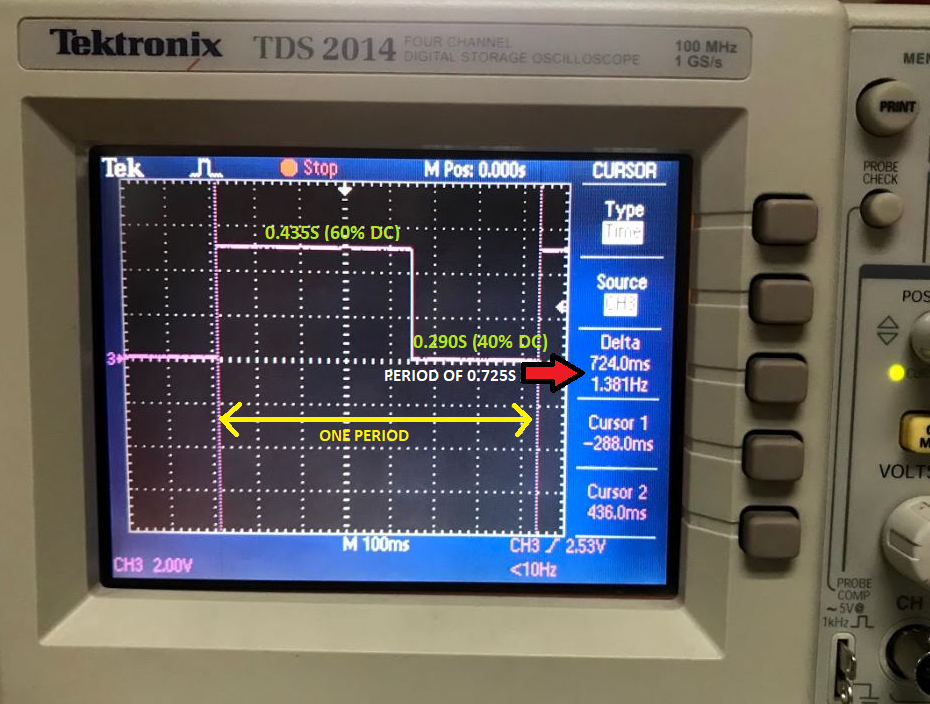 Tektronix TDS 2014 FOUR CHANNEL
DIGITAL STORAGE OSCILLOSCOPE
100 MHz
1 GS/s
PRINT
PROBE
CHECK
Tek Stop M Pos: 0.000s CURSOR
Type
Time
Source
CH3
0.435S (60% DC)
0.290S (40% DC)
PERIOD OF 0.725S
Delta
724.0ms
1.381Hz
3
ONE PERIOD
Cursor 1
-288.0ms
Cursor 2
436.0ms
CH3 2.00V
M 100ms
CH3 2.53V
<10Hz
PROBE
COMP
~5V@
1kHz
CH